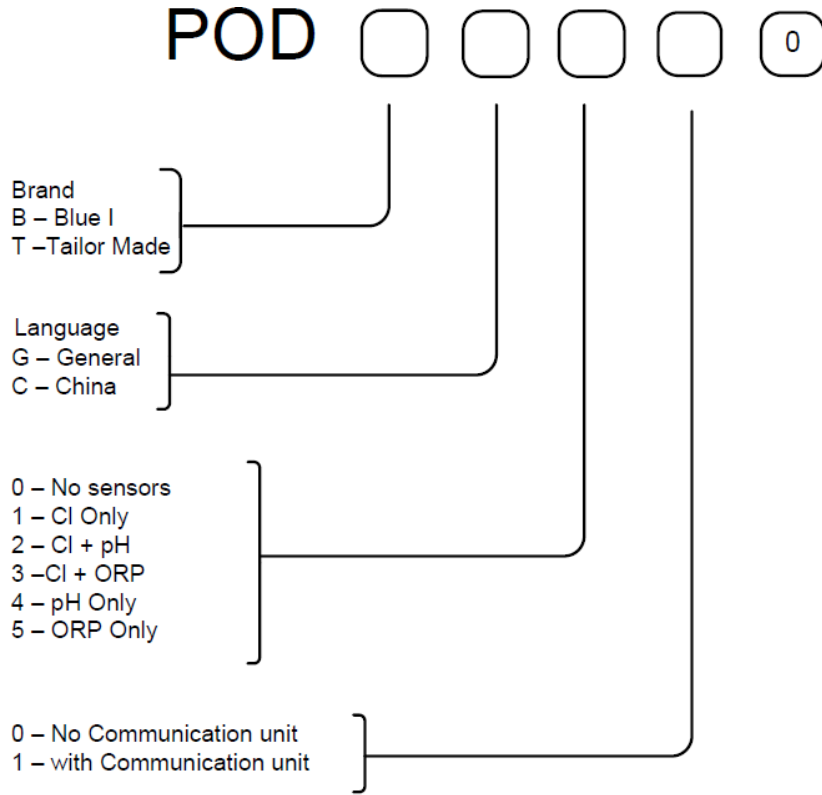 POD 0
Brand
B – Blue I
T –Tailor Made
Language
G – General
C – China
0 – No sensors
1 – Cl Only
2 – Cl + pH
3 –Cl + ORP
4 – pH Only
5 – ORP Only
0 – No Communication unit
1 – with Communication unit